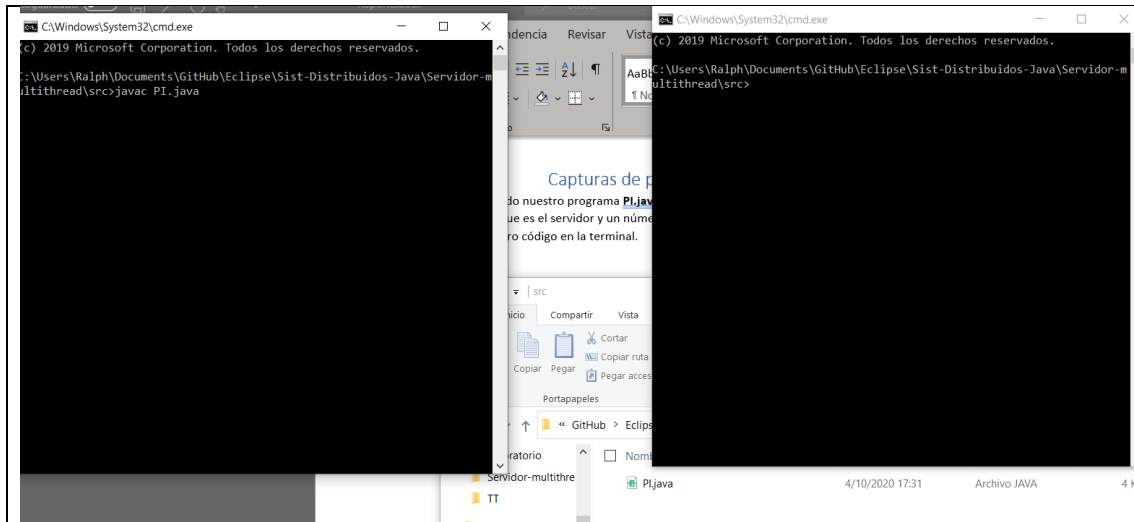 C:\Windows\System32\cmd.exe
(c) 2019 Microsoft Corporation. Todos los derechos reservados.
C:\Users\Ralph\Documents\GitHub\Eclipse\Sist-Distribuidos-Java\Servidor-m
ultithread\src>javac PI.java
C:\Windows\System32\cmd.exe
(c) 2019 Microsoft Corporation. Todos los derechos reservados.
C:\Users\Ralph\Documents\GitHub\Eclipse\Sist-Distribuidos-Java\Servidor-m
ultithread\src>
ndencia Revisar Vista
AaBb
¶ No
Capturas de p
do nuestro programa PI.jav
ue es el servidor y un núme
ro código en la terminal.
src
nicio Compartir Vista
Cortar
Copiar ruta
Pegar acces
Copiar Pegar
Portapapeles
« GitHub > Eclips
oratorio
Nomb
Servidor-multithre
TT
PI.java 4/10/2020 17:31 Archivo JAVA 4 K